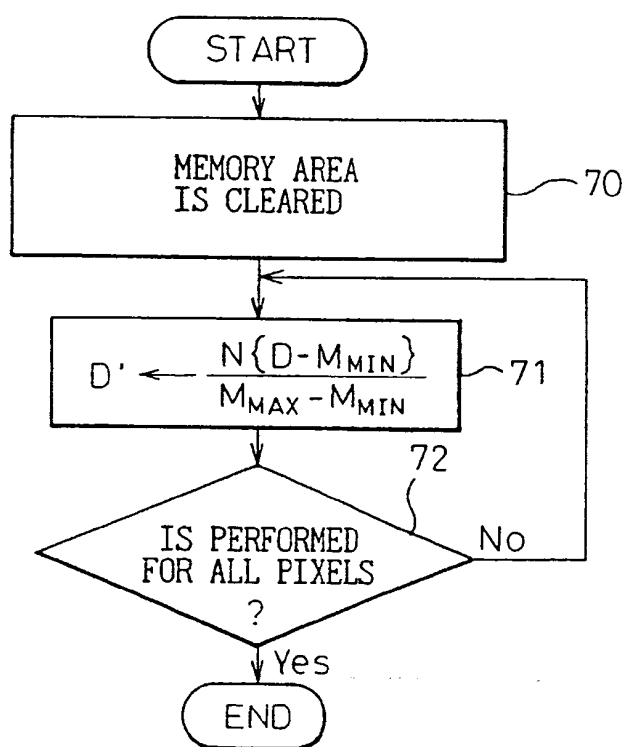 START
MEMORY AREA
IS CLEARED
70
D' ← N{D-MMIN} / MMAX-MMIN
71
72
IS PERFORMED
FOR ALL PIXELS
?
No
Yes
END